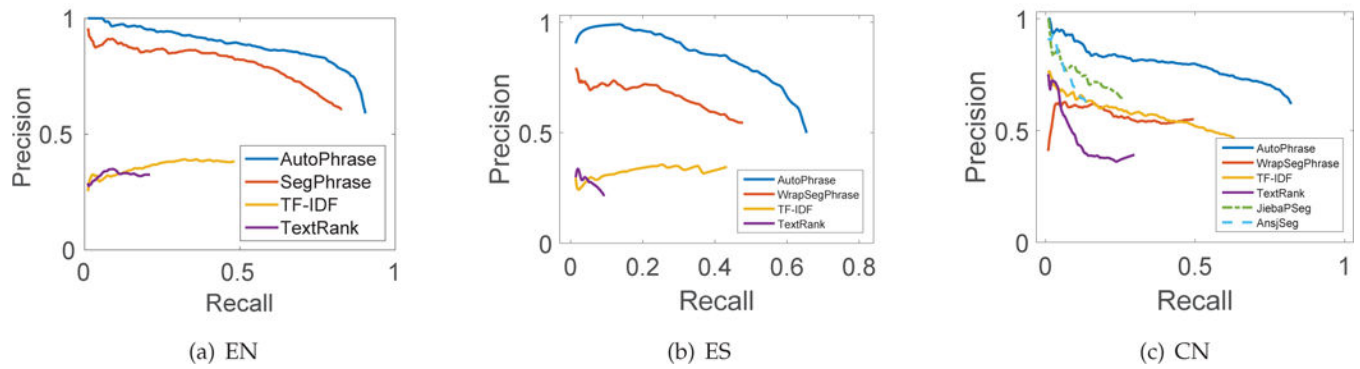 1
0.5
0
Precision
0
0.5
1
Recall
AutoPhrase
SegPhrase
TF-IDF
TextRank
(a) EN
1
0.5
0
Precision
0
0.2
0.4
0.6
0.8
Recall
AutoPhrase
WrapSegPhrase
TF-IDF
TextRank
(b) ES
1
0.5
0
Precision
0
0.5
1
Recall
AutoPhrase
WrapSegPhrase
TF-IDF
TextRank
JiebaPSeg
AnsjSeg
(c) CN